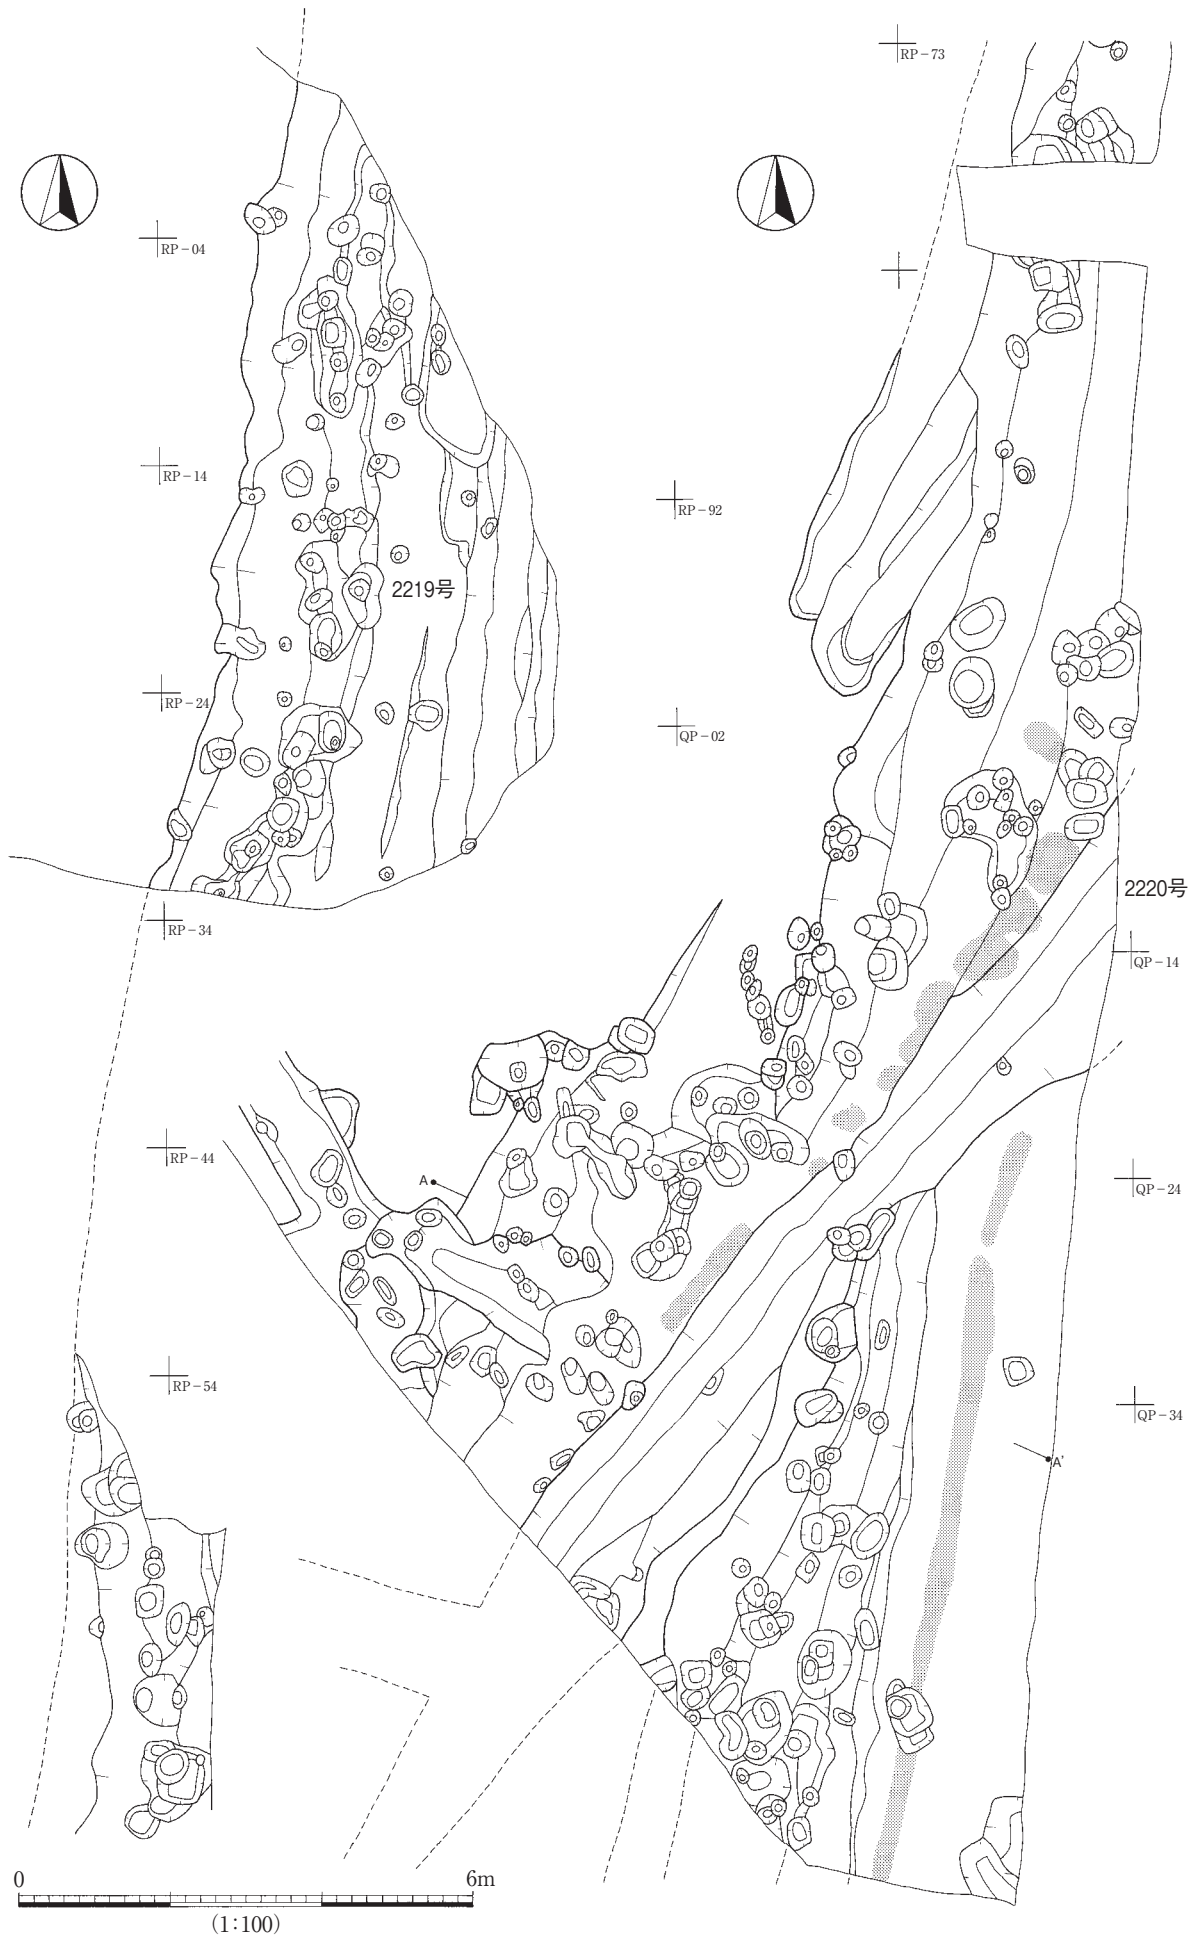 RP-73
RP-04
RP-14
RP-92
2219号
RP-24
QP-02
2220号
RP-34
QP-14
RP-44
A
QP-24
RP-54
QP-34
A'
0 6m
(1:100)